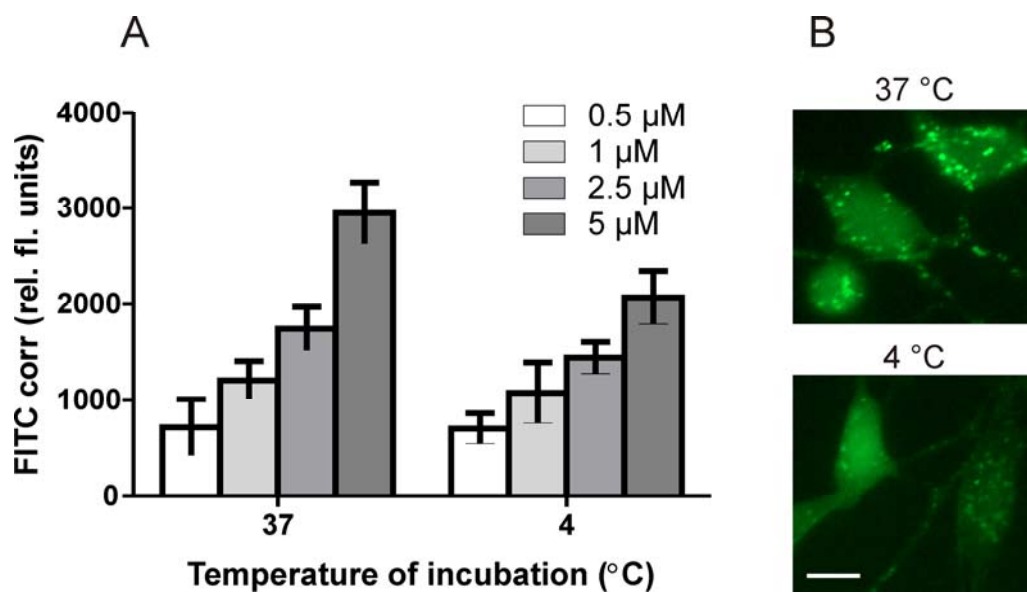 A
FITC corr (rel. fl. units)
4000
3000
2000
1000
0
0.5 μM
1 μM
2.5 μM
5 μM
37
4
Temperature of incubation (°C)
B
37 °C
4 °C